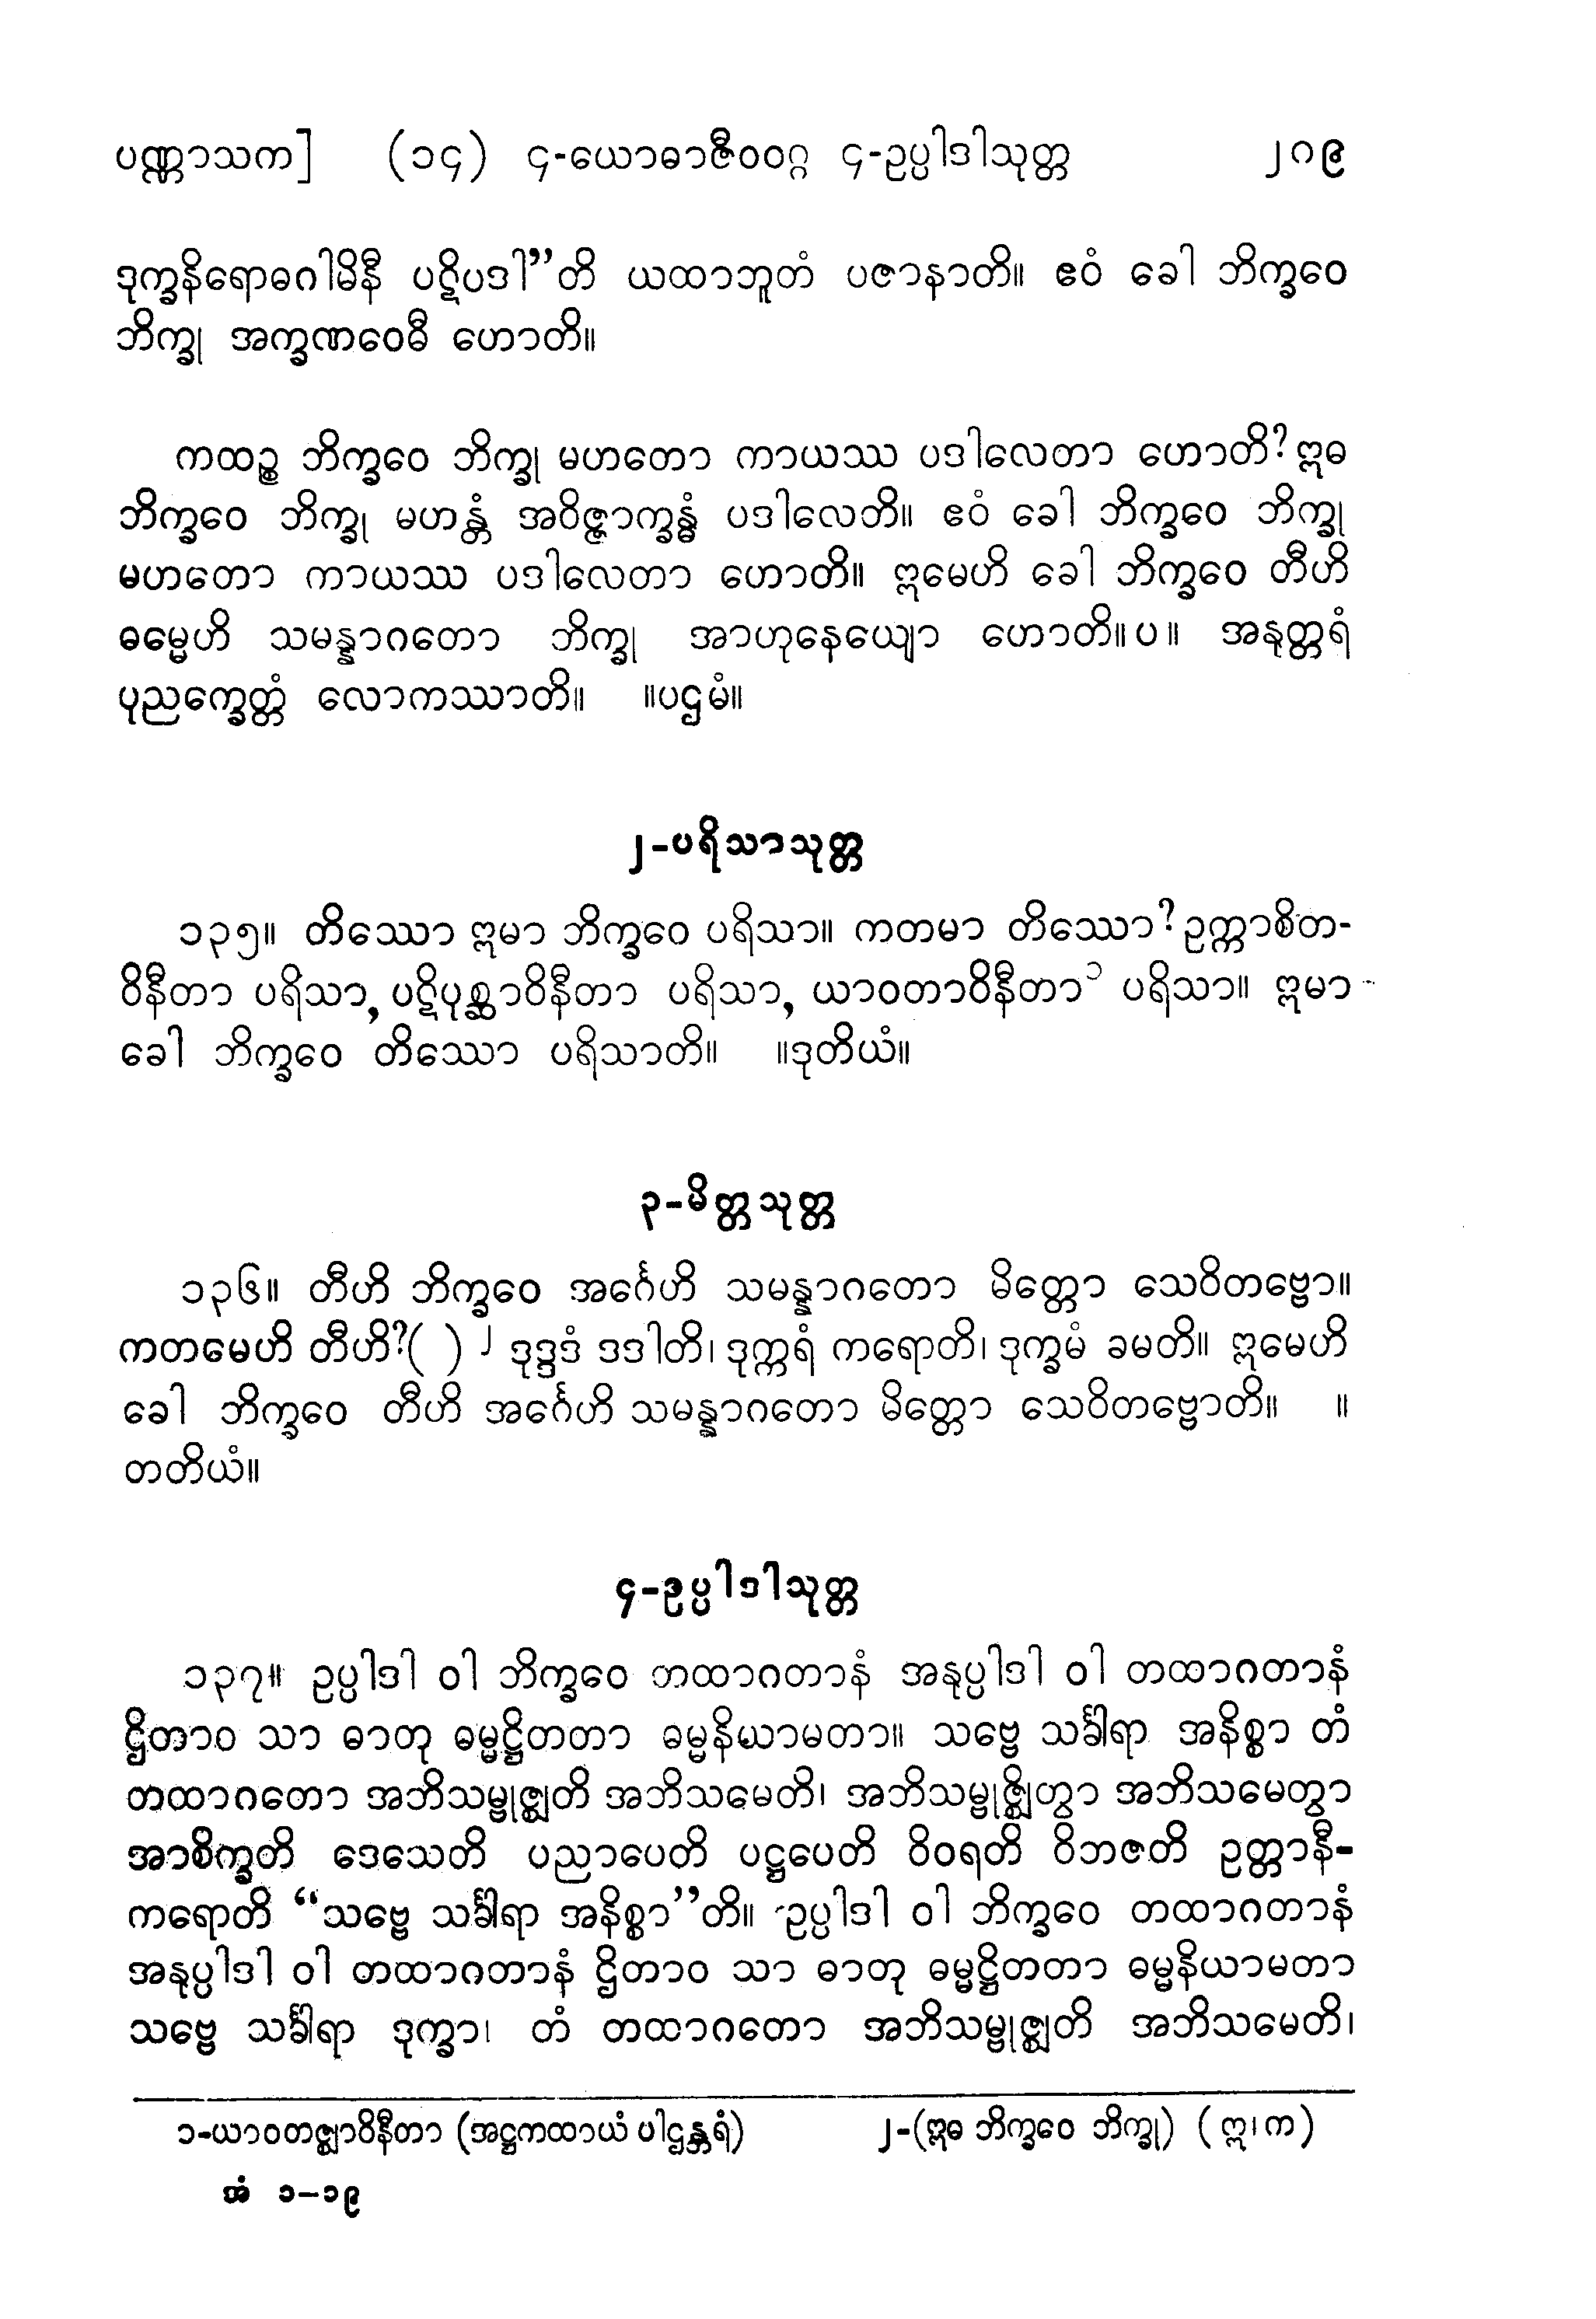 ပဏ္ဏာသက] (၁၄) ၄-ယောဓာဇီဝဝဂ္ဂ ၄-ဥပ္ပါဒါသုတ္တ ၂ဂ၉
ဒုက္ခနိရောဓဂါမိနီ ပဋိပဒါ”တိ ယထာဘူတံ ပဇာနာတိ။ ဧဝံ ခေါ ဘိက္ခဝေ
ဘိက္ခု အက္ခဏဝေဓီ ဟောတိ။
ကထဉ္စ ဘိက္ခဝေ ဘိက္ခု မဟတော ကာယဿ ပဒါလေတာ ဟောတိ? ဣဓ
ဘိက္ခဝေ ဘိက္ခု မဟန္တံ အဝိဇ္ဇာက္ခန္ဓံ ပဒါလေတိ။ ဧဝံ ခေါ ဘိက္ခဝေ ဘိက္ခု
မဟတော ကာယဿ ပဒါလေတာ ဟောတိ။ ဣမေဟိ ခေါ ဘိက္ခဝေ တီဟိ
ဓမ္မေဟိ သမန္နာဂတော ဘိက္ခု အာဟုနေယျော ဟောတိ။ပ။ အနုတ္တရံ
ပုညက္ခေတ္တံ လောကဿာတိ။ ။ပဌမံ။
၂-ပရိသာသုတ္တ
၁၃၅။ တိဿော ဣမာ ဘိက္ခဝေ ပရိသာ။ ကတမာ တိဿော? ဥက္ကာစိတ-
ဝိနီတာ ပရိသာ, ပဋိပုစ္ဆာဝိနီတာ ပရိသာ, ယာဝတာဝိနီတာ ၁ ပရိသာ။ ဣမာ
ခေါ ဘိက္ခဝေ တိဿော ပရိသာတိ။ ။ဒုတိယံ။
၃-မိတ္တသုတ္တ
၁၃၆။ တီဟိ ဘိက္ခဝေ အင်္ဂေဟိ သမန္နာဂတော မိတ္တော သေဝိတဗ္ဗော။
ကတမေဟိ တီဟိ?( ) ၂ ဒုဒ္ဒဒံ ဒဒါတိ၊ ဒုက္ကရံ ကရောတိ၊ ဒုက္ခမံ ခမတိ။ ဣမေဟိ
ခေါ ဘိက္ခဝေ တီဟိ အင်္ဂေဟိ သမန္နာဂတော မိတ္တော သေဝိတဗ္ဗောတိ။ ။
တတိယံ။
၄-ဥပ္ပါဒါသုတ္တ
၁၃၇။ ဥပ္ပါဒါ ဝါ ဘိက္ခဝေ တထာဂတာနံ အနုပ္ပါဒါ ဝါ တထာဂတာနံ
ဌိတာဝ သာ ဓာတု ဓမ္မဋ္ဌိတတာ ဓမ္မနိယာမတာ။ သဗ္ဗေ သင်္ခါရာ အနိစ္စာ တံ
တထာဂတော အဘိသမ္ဗုဇ္ဈတိ အဘိသမေတိ၊ အဘိသမ္ဗုဇ္ဈိတွာ အဘိသမေတွာ
အာစိက္ခတိ ဒေသေတိ ပညာပေတိ ပဋ္ဌပေတိ ဝိဝရတိ ဝိဘဇတိ ဥတ္တာနီ-
ကရောတိ “သဗ္ဗေ သင်္ခါရာ အနိစ္စာ”တိ။ ဥပ္ပါဒါ ဝါ ဘိက္ခဝေ တထာဂတာနံ
အနုပ္ပါဒါ ဝါ တထာဂတာနံ ဌိတာဝ သာ ဓာတု ဓမ္မဋ္ဌိတတာ ဓမ္မနိယာမတာ
သဗ္ဗေ သင်္ခါရာ ဒုက္ခာ၊ တံ တထာဂတော အဘိသမ္ဗုဇ္ဈတိ အဘိသမေတိ၊
၁-ယာဝတဇ္ဈာဝိနီတာ (အဋ္ဌကထာယံ ပါဌန္တရံ) ၂-(ဣဓ ဘိက္ခဝေ ဘိက္ခု) (ဣ၊က)
အံ ၁–၁၉